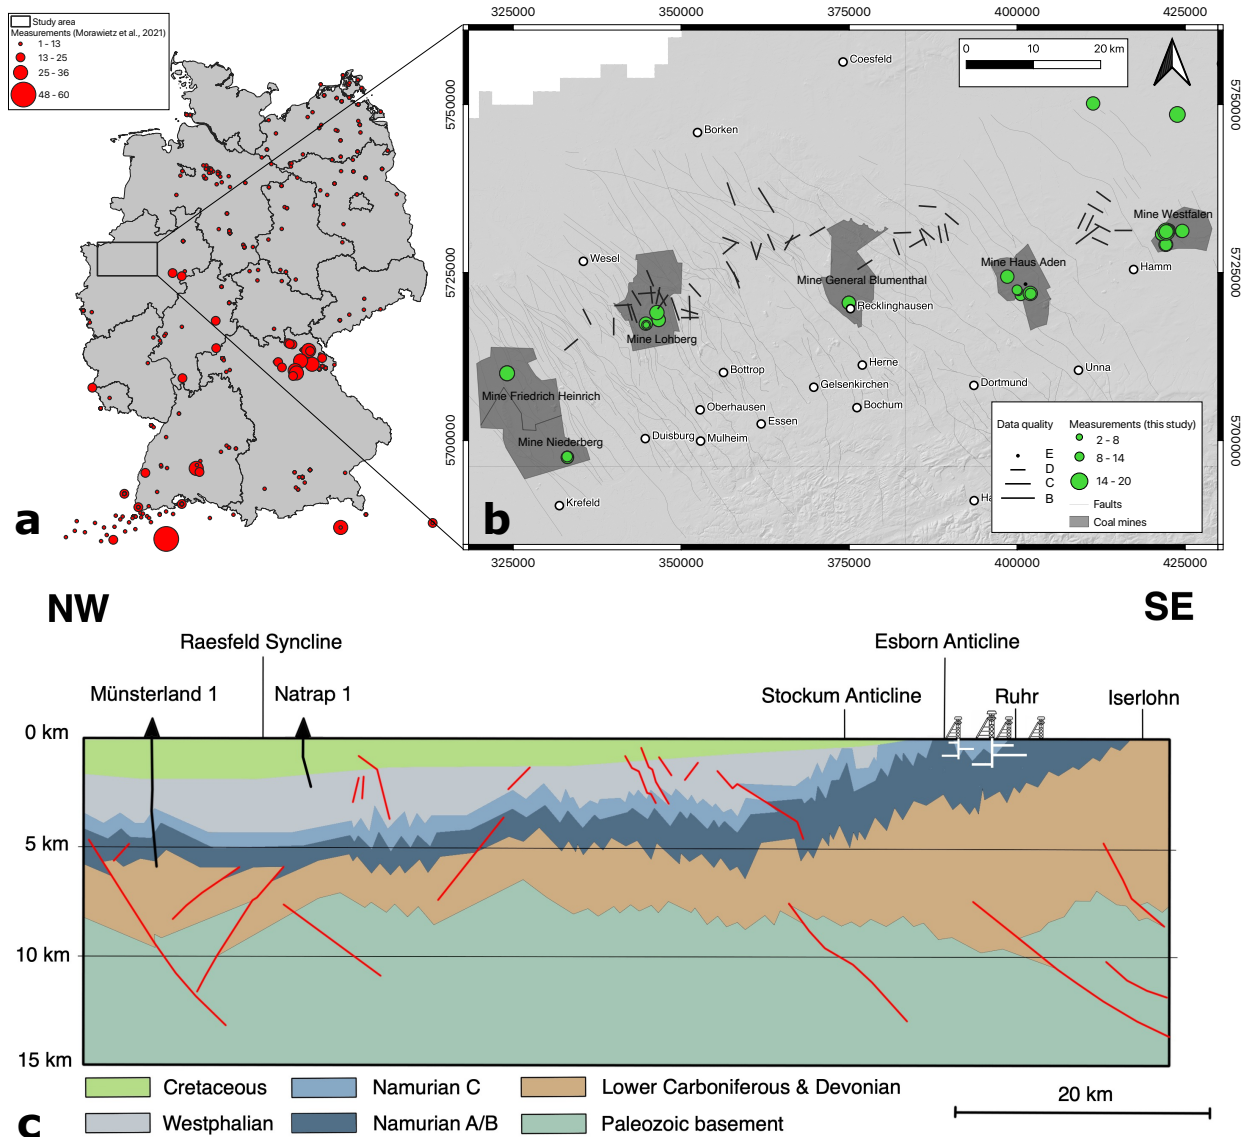 Study area
Measurements (Morawietz et al., 2021)
1 - 13
13 - 25
25 - 36
48 - 60
a
325000 350000 375000 400000 425000
0 10 20 km
5750000 5750000
5725000 5725000
5700000 5700000
Coesfeld
Borken
Mine Westfalen
Wesel
Mine Haus Aden
Hamm
Mine General Blumenthal
Recklinghausen
Mine Lohberg
Herne
Unna
Bottrop
Gelsenkirchen
Dortmund
Mine Friedrich Heinrich
Oberhausen
Bochum
Essen
Duisburg
Mulheim
Mine Niederberg
Krefeld
Ha
Data quality
E
D
C
B
Measurements (this study)
2 - 8
8 - 14
14 - 20
Faults
Coal mines
b
325000 350000 375000 400000 425000
NW
SE
Raesfeld Syncline
Esborn Anticline
Münsterland 1
Natrap 1
Stockum Anticline
Ruhr
Iserlohn
0 km
5 km
10 km
15 km
Cretaceous
Namurian C
Lower Carboniferous & Devonian
Westphalian
Namurian A/B
Paleozoic basement
20 km
c